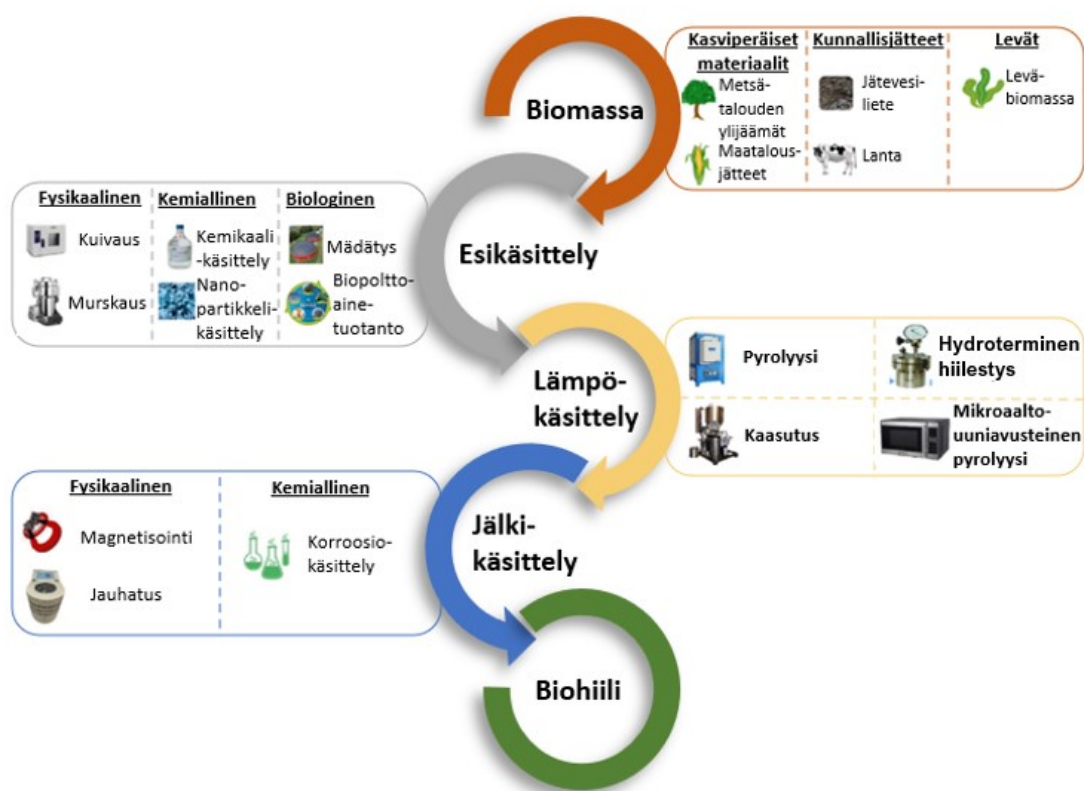 Biomassa
Kasviperäiset
materiaalit
Metsä-
talouden
ylijäämät
Maatalous-
jätteet
Kunnallisjätteet
Jätevesi-
liete
Lanta
Levät
Levä-
biomassa
Esikäsittely
Fysikaalinen
Kuivaus
Murskaus
Kemiallinen
Kemikaali
-käsittely
Nano-
partikkeli-
käsittely
Biologinen
Mädätys
Biopoltto-
aine-
tuotanto
Lämpö-
käsittely
Pyrolyysi
Hydroterminen
hiilestys
Kaasutus
Mikroaalto-
uuniavusteinen
pyrolyysi
Jälki-
käsittely
Fysikaalinen
Magnetisointi
Jauhatus
Kemiallinen
Korroosio-
käsittely
Biohiili